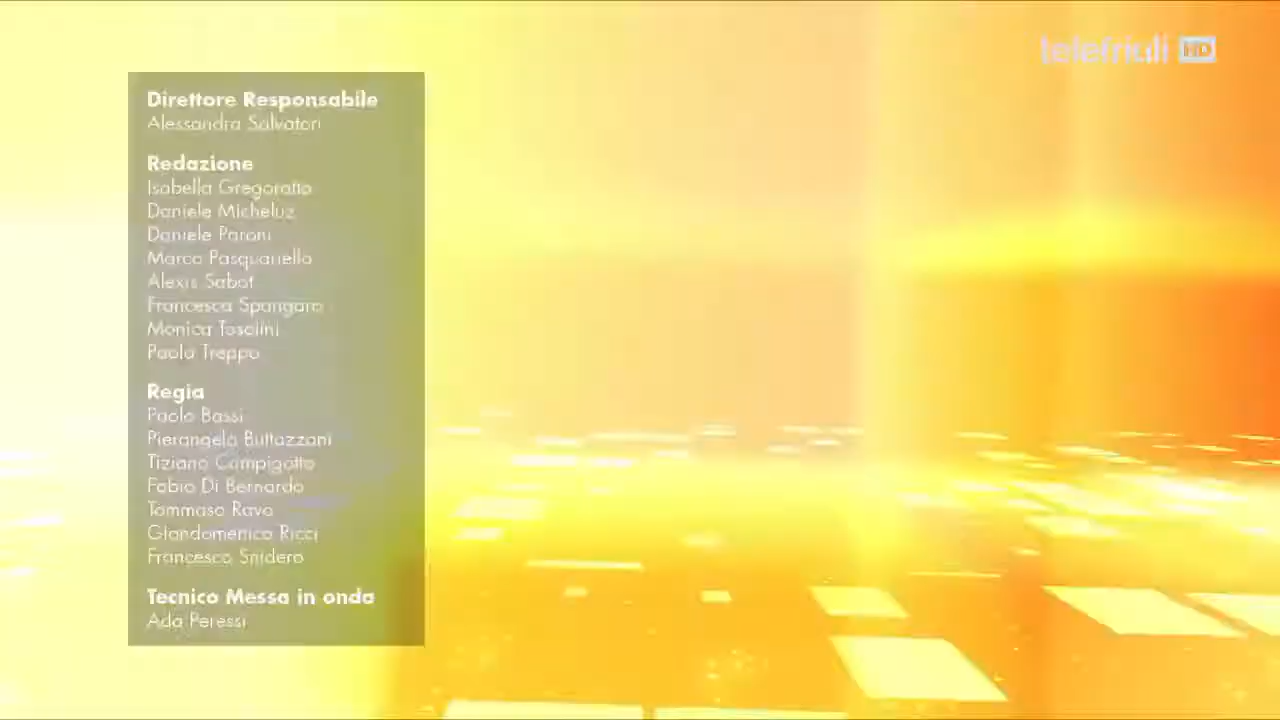 telefriuli HD
Direttore Responsabile
Alessandra Salvatori
Redazione
Isabella Gregoratto
Daniele Micheluz
Daniele Paroni
Marco Pasquariello
Alexis Sabot
Francesca Spangaro
Monica Tosolini
Paola Treppo
Regia
Paolo Bassi
Pierangelo Buttazzoni
Tiziano Campigotto
Fabio Di Bernardo
Tommaso Ravo
Giandomenico Ricci
Francesco Snidero
Tecnico Messa in onda
Ada Peressi